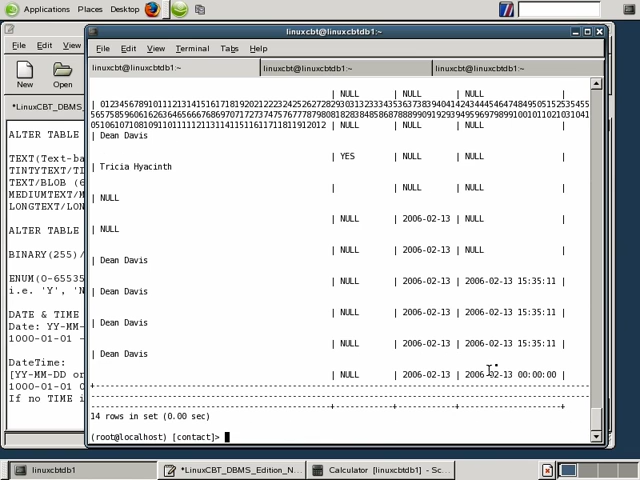 Applications Places Desktop
linuxcbt@linuxcbtdb1:~
File Edit View
File Edit View Terminal Tabs Help
linuxcbt@linuxcbtdb1:~ linuxcbt@linuxcbtdb1:~ linuxcbt@linuxcbtdb1:~
New Open
*LinuxCBT_DBMS_
ALTER TABLE
TEXT(Text-ba
TINYTEXT/TI
TEXT/BLOB (6
MEDIUMTEXT/M
LONGTEXT/LON
ALTER TABLE
BINARY(255)/
ENUM(0-65535
i.e. 'Y', 'N
DATE & TIME
Date: YY-MM-
1000-01-01 -
DateTime:
[YY-MM-DD or
1000-01-01 0
If no TIME i
| NULL | NULL | NULL |
| Dean Davis
| YES | NULL | NULL |
| Tricia Hyacinth
| | NULL | NULL |
| NULL
| NULL | 2006-02-13 | NULL |
| NULL
| NULL | 2006-02-13 | NULL |
| Dean Davis
| NULL | 2006-02-13 | 2006-02-13 15:35:11 |
| Dean Davis
| NULL | 2006-02-13 | 2006-02-13 15:35:11 |
| Dean Davis
| NULL | 2006-02-13 | 2006-02-13 15:35:11 |
| Dean Davis
| NULL | 2006-02-13 | 2006-02-13 00:00:00 |
14 rows in set (0.00 sec)
(root@localhost) [contact]>
linuxcbtdb1 *LinuxCBT_DBMS_Edition_N... Calculator [linuxcbtdb1] - Sc...